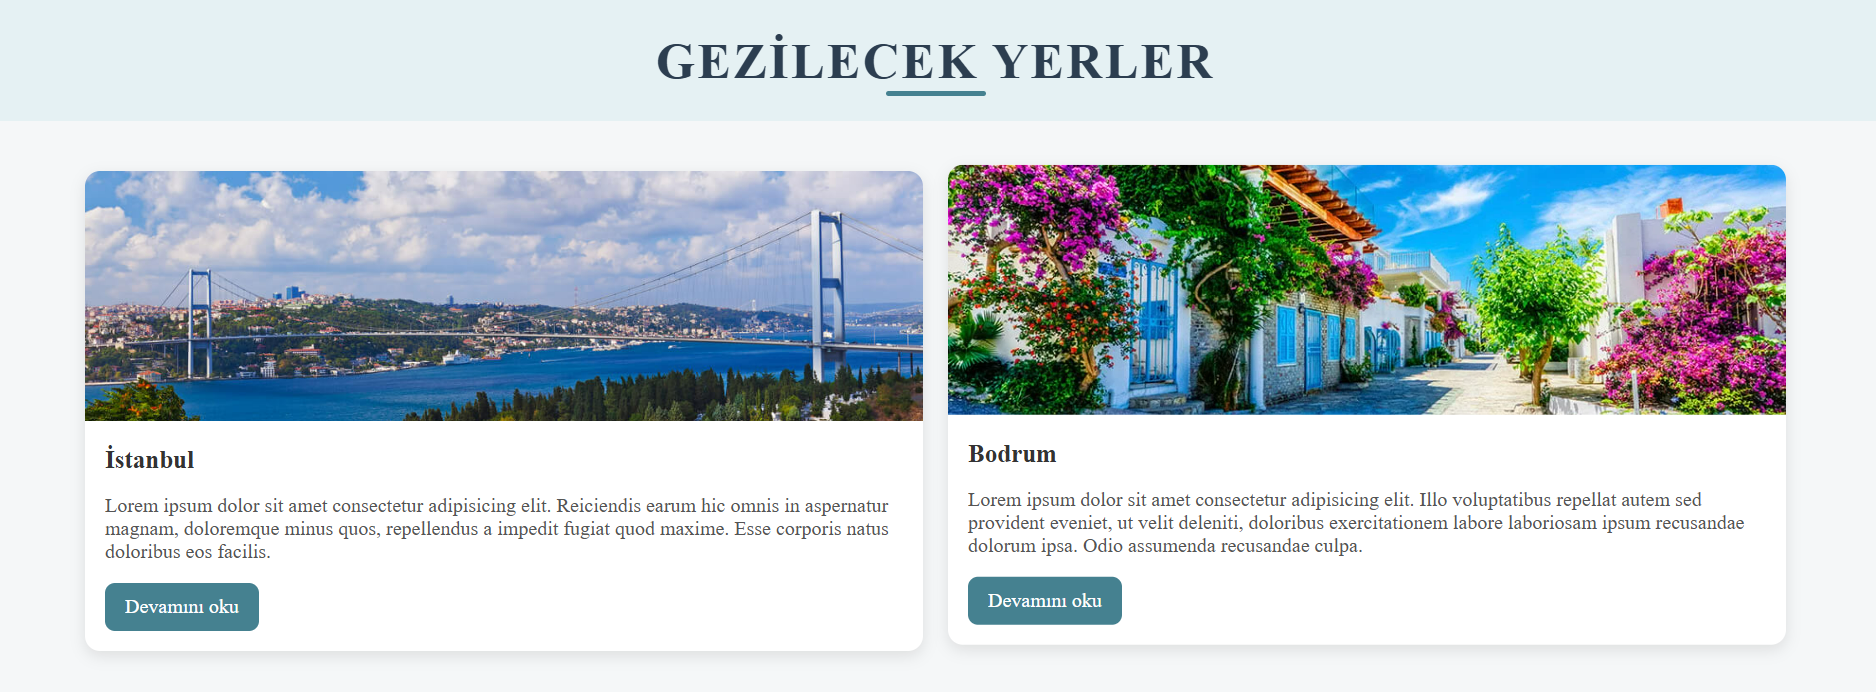 GEZİLECEK YERLER
İstanbul
Lorem ipsum dolor sit amet consectetur adipisicing elit. Reiciendis earum hic omnis in aspernatur
magnam, doloremque minus quos, repellendus a impedit fugiat quod maxime. Esse corporis natus
doloribus eos facilis.
Devamını oku
Bodrum
Lorem ipsum dolor sit amet consectetur adipisicing elit. Illo voluptatibus repellat autem sed
provident eveniet, ut velit deleniti, doloribus exercitationem labore laboriosam ipsum recusandae
dolorum ipsa. Odio assumenda recusandae culpa.
Devamını oku